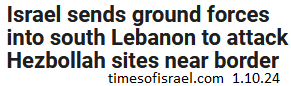 Israel sends ground forces
into south Lebanon to attack
Hezbollah sites near border
timesofisrael.com 1.10.24